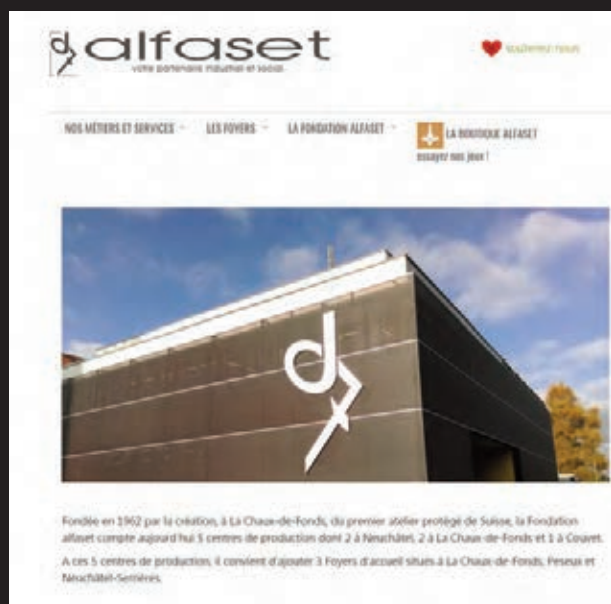 alfaset
votre partenaire industriel et social
soutenez-nous
NOS MÉTIERS ET SERVICES LES FOYERS LA FONDATION ALFASET LA BOUTIQUE ALFASET
essayez nos jeux !
Fondée en 1962 par la création, à La Chaux-de-Fonds, du premier atelier protégé de Suisse, la Fondation
alfaset compte aujourd'hui 5 centres de production dont 2 à Neuchâtel, 2 à La Chaux-de-Fonds et 1 à Couvet.
A ces 5 centres de production, il convient d'ajouter 3 Foyers d'accueil situés à La Chaux-de-Fonds, Peseux et
Neuchâtel-Serrières.